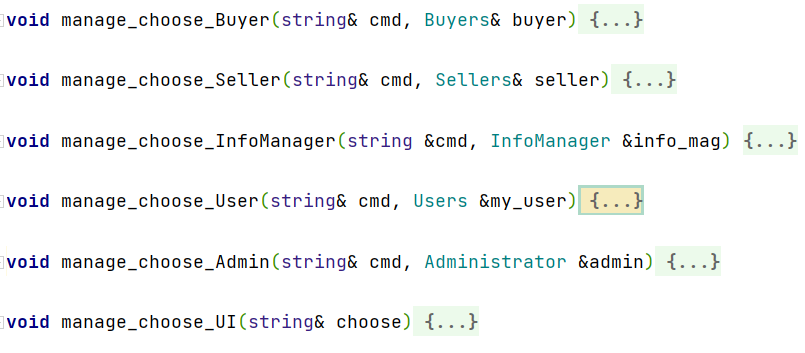 void manage_choose_Buyer(string& cmd, Buyers& buyer) {...}
void manage_choose_Seller(string& cmd, Sellers& seller) {...}
void manage_choose_InfoManager(string &cmd, InfoManager &info_mag) {...}
void manage_choose_User(string& cmd, Users &my_user) {...}
void manage_choose_Admin(string& cmd, Administrator &admin) {...}
void manage_choose_UI(string& choose) {...}